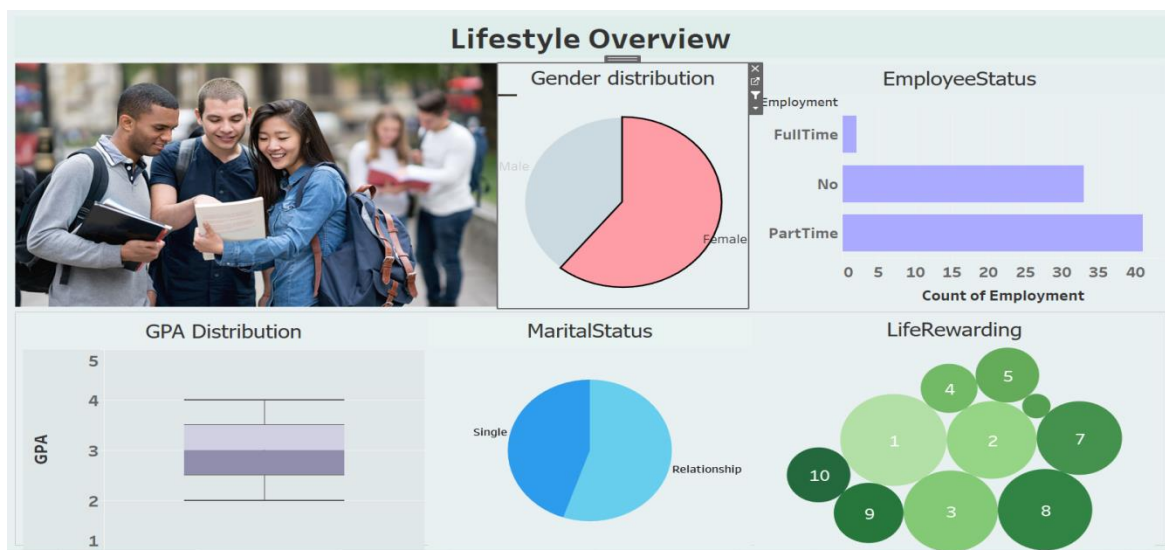 Lifestyle Overview
Gender distribution
Male
Female
EmployeeStatus
Employment
FullTime
No
PartTime
0 5 10 15 20 25 30 35 40
Count of Employment
GPA Distribution
GPA
5
4
3
2
1
MaritalStatus
Single
Relationship
LifeRewarding
4
5
1
2
7
10
9
3
8